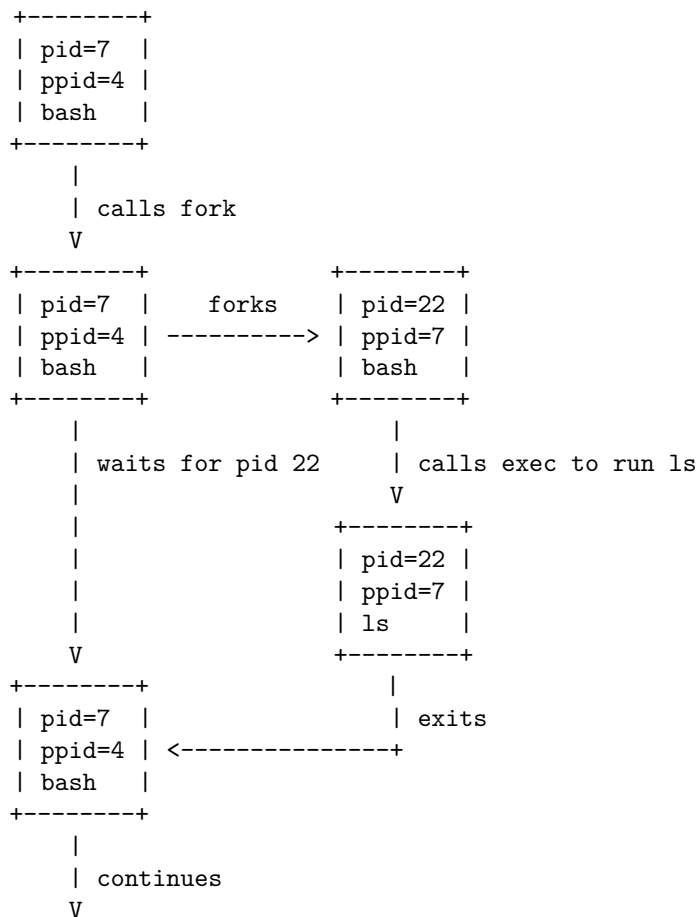 +--------+
| pid=7  |
| ppid=4 |
| bash   |
+--------+
    |
    | calls fork
    V
+--------+            +--------+
| pid=7  |   forks    | pid=22 |
| ppid=4 | ----------> | ppid=7 |
| bash   |            | bash   |
+--------+            +--------+
    |                     |
    | waits for pid 22    | calls exec to run ls
    |                     V
    |                 +--------+
    |                 | pid=22 |
    |                 | ppid=7 |
    |                 | ls     |
    V                 +--------+
+--------+                |
| pid=7  |                | exits
| ppid=4 | <---------------+
| bash   |
+--------+
    |
    | continues
    V